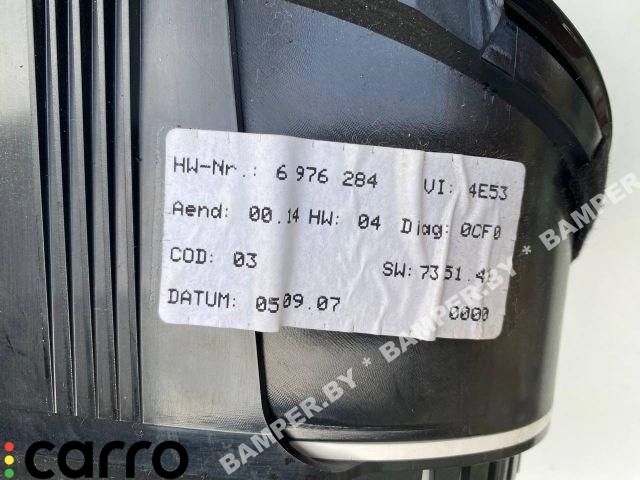 HW-Nr.: 6 976 284 VI: 4E53
Aend: 00.14 HW: 04 Diag: 0CF0
COD: 03 SW: 7351.4
DATUM: 0509.07 0000
BAMPER.BY * BAMPER.BY * BAMPER.BY
carro